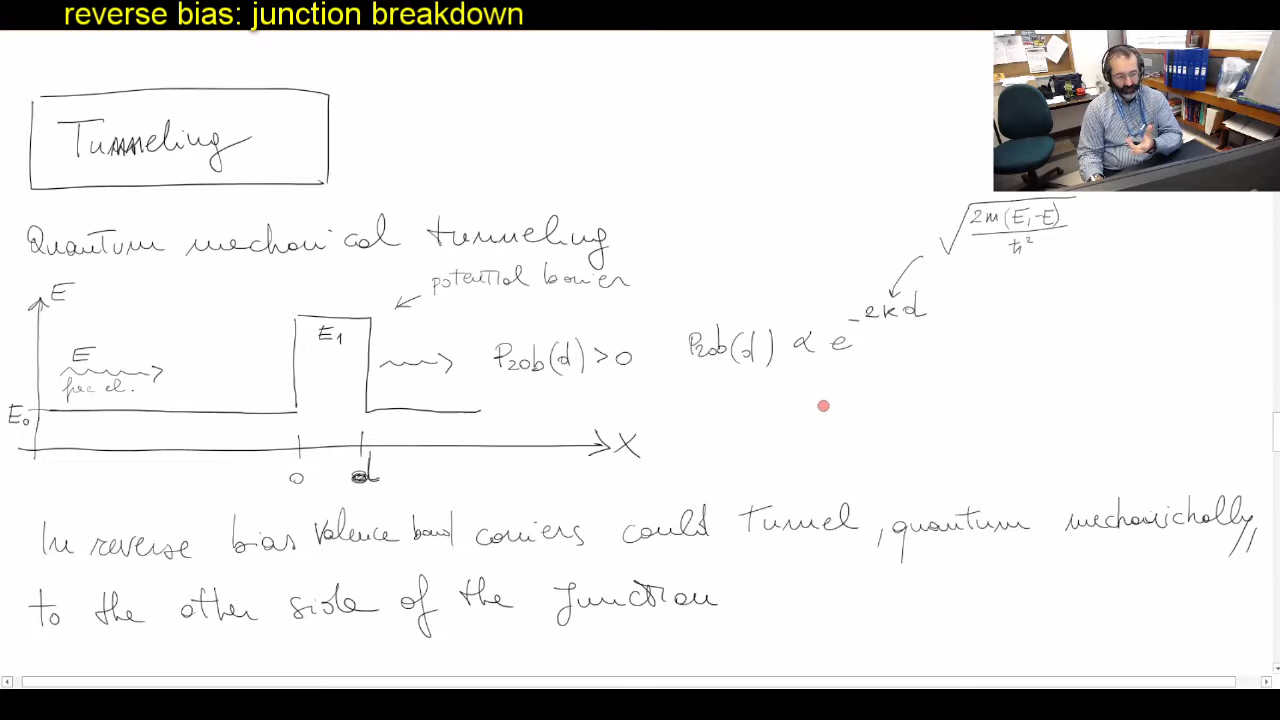 reverse bias: junction breakdown
Tunneling
Quantum mechanical tunneling
potential barrier
√(2m(E₁-E)/ħ²)
E
E₁
E
free el.
Prob(d) > 0
Prob(d) ∝ e^-2Kd
E₀
X
0
d
In reverse bias valence band carriers could tunnel, quantum mechanichally,
to the other side of the junction